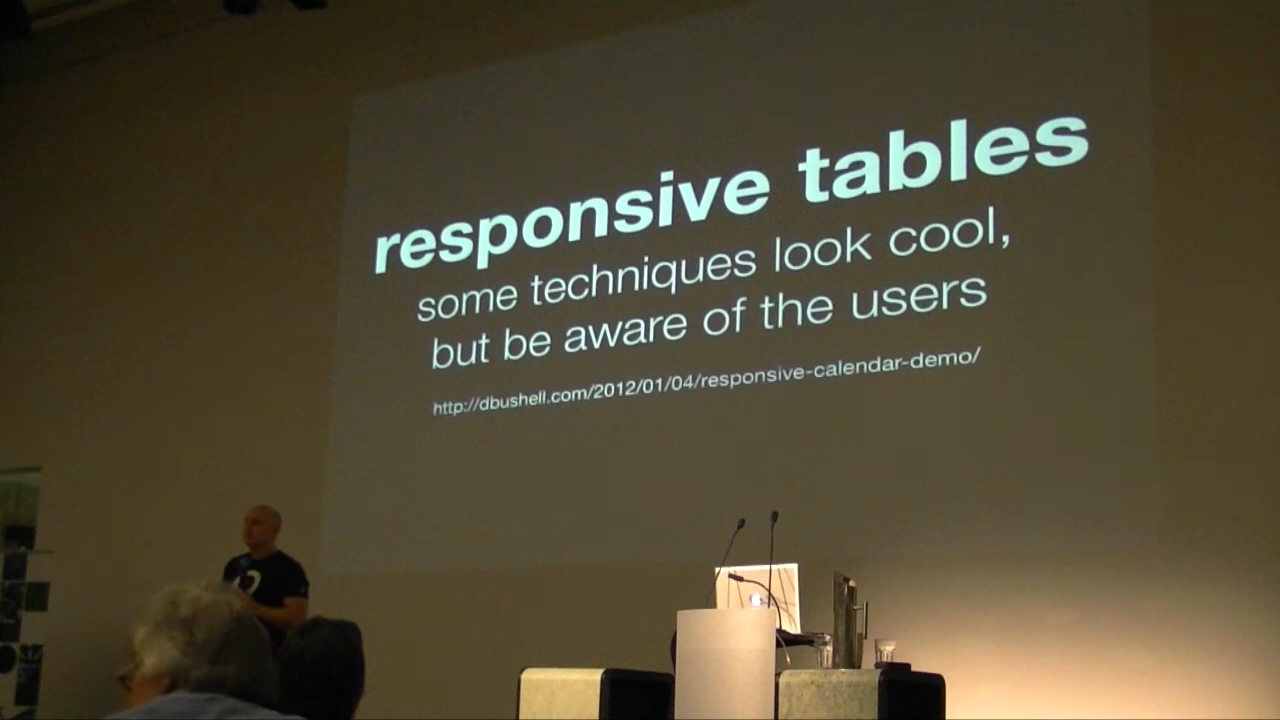 responsive tables
some techniques look cool,
but be aware of the users
http://dbushell.com/2012/01/04/responsive-calendar-demo/